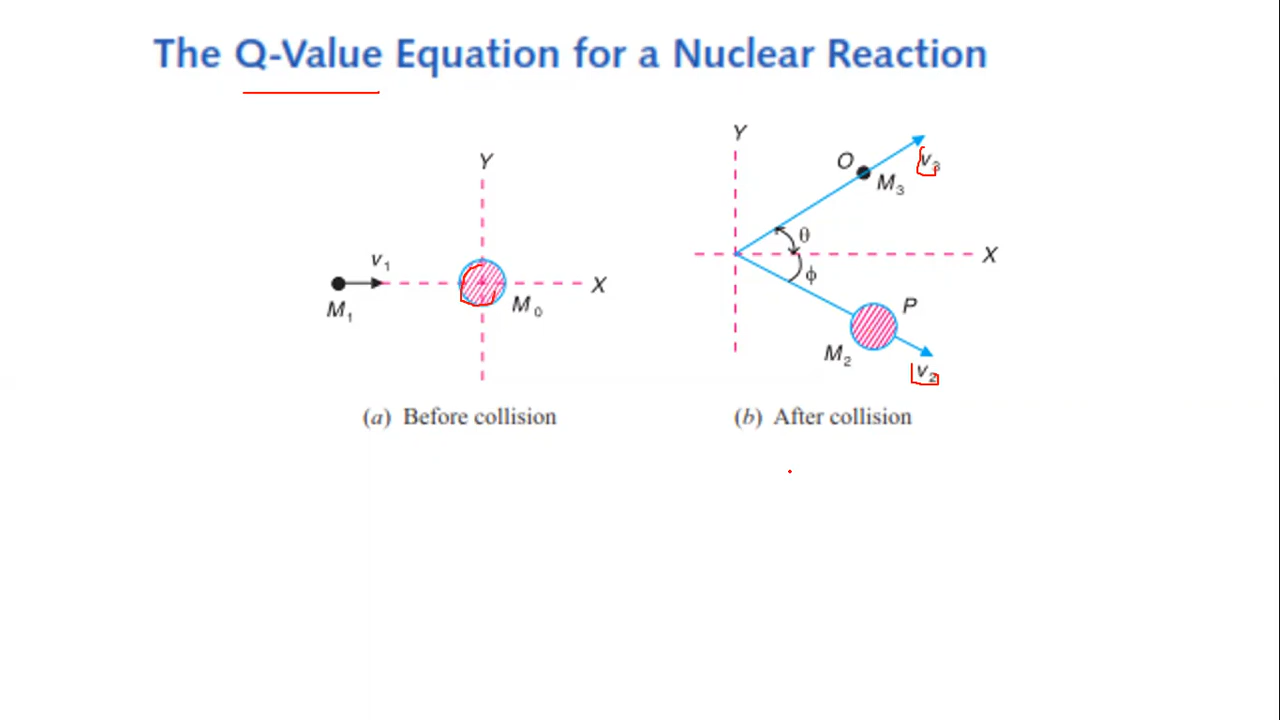 The Q-Value Equation for a Nuclear Reaction
Y
v₁
M₁
X
M₀
(a) Before collision
Y
O
v₃
M₃
θ
X
ϕ
P
M₂
v₂
(b) After collision